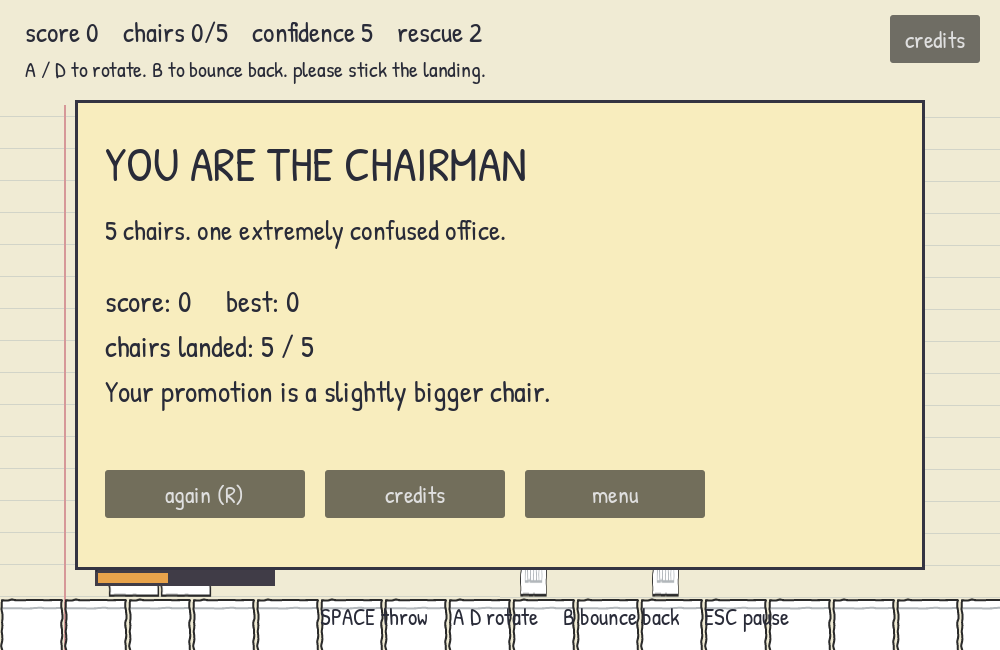 score 0 chairs 0/5 confidence 5 rescue 2
credits
A / D to rotate. B to bounce back. please stick the landing.
YOU ARE THE CHAIRMAN
5 chairs. one extremely confused office.
score: 0 best: 0
chairs landed: 5 / 5
Your promotion is a slightly bigger chair.
again (R) credits menu
SPACE throw A D rotate B bounce back ESC pause